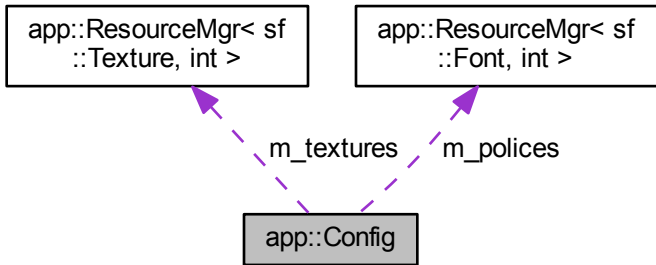 app::ResourceMgr< sf
::Texture, int >
app::ResourceMgr< sf
::Font, int >
m_textures
m_polices
app::Config